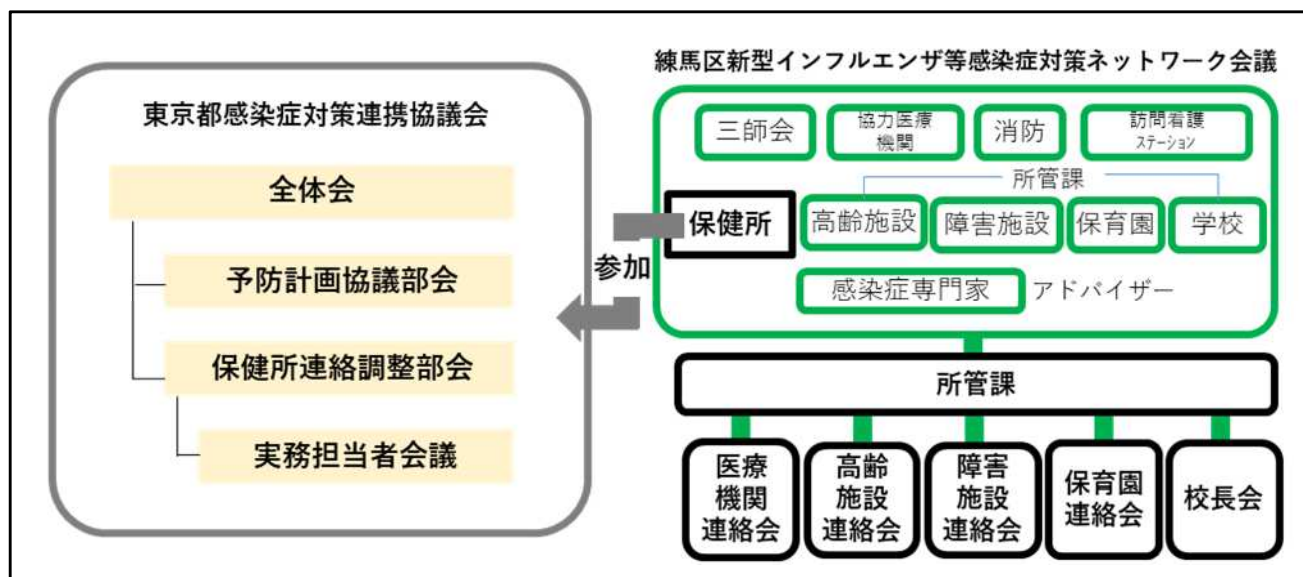 東京都感染症対策連携協議会
全体会
予防計画協議部会
保健所連絡調整部会
実務担当者会議
参加
練馬区新型インフルエンザ等感染症対策ネットワーク会議
三師会
協力医療
機関
消防
訪問看護
ステーション
所管課
保健所
高齢施設
障害施設
保育園
学校
感染症専門家
アドバイザー
所管課
医療
機関
連絡会
高齢
施設
連絡会
障害
施設
連絡会
保育園
連絡会
校長会